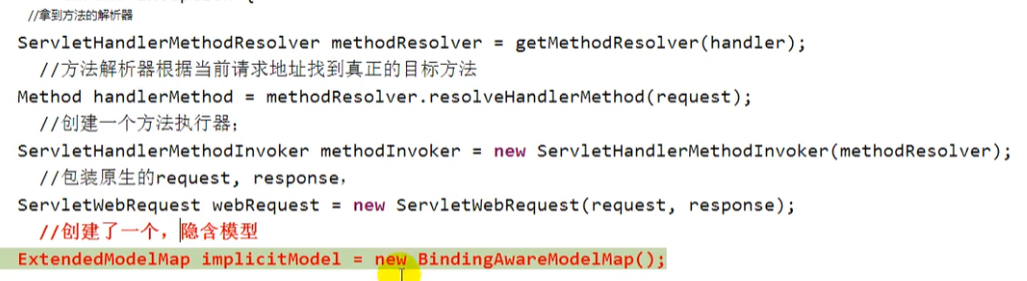 //拿到方法的解析器
ServletHandlerMethodResolver methodResolver = getMethodResolver(handler);
//方法解析器根据当前请求地址找到真正的目标方法
Method handlerMethod = methodResolver.resolveHandlerMethod(request);
//创建一个方法执行器;
ServletHandlerMethodInvoker methodInvoker = new ServletHandlerMethodInvoker(methodResolver);
//包装原生的request, response,
ServletWebRequest webRequest = new ServletWebRequest(request, response);
//创建了一个，隐含模型
ExtendedModelMap implicitModel = new BindingAwareModelMap();